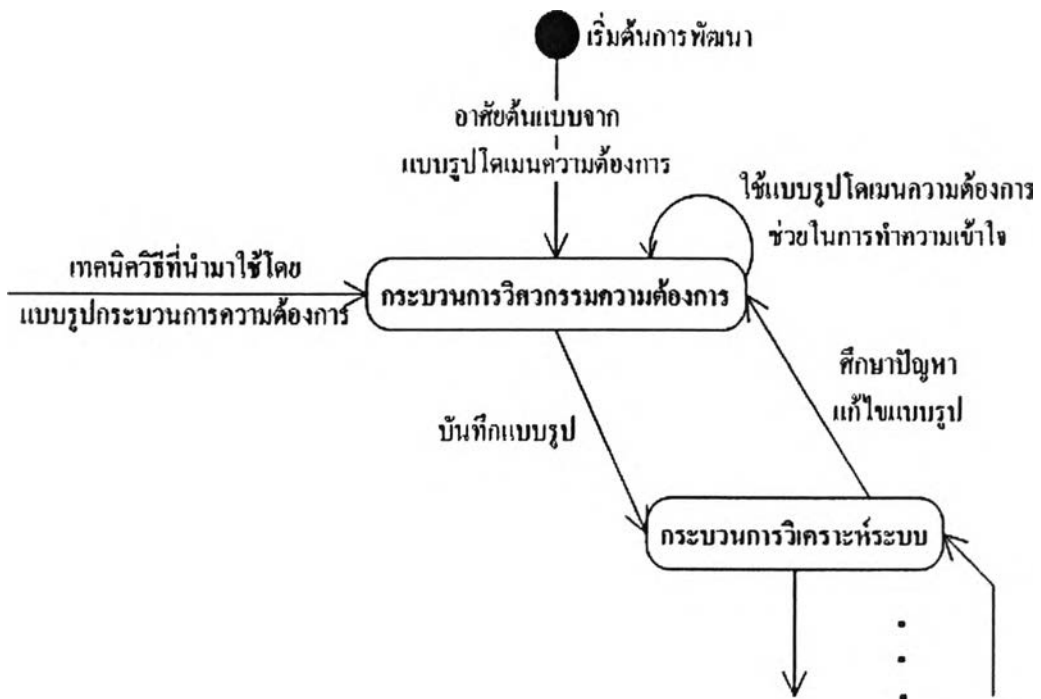 เริ่มต้นการพัฒนา
อาศัยต้นแบบจาก
แบบรูปโดเมนความต้องการ
ใช้แบบรูปโดเมนความต้องการ
ช่วยในการทำความเข้าใจ
เทคนิควิธีที่นำมาใช้โดย
แบบรูปกระบวนการความต้องการ
กระบวนการวิศวกรรมความต้องการ
ศึกษาปัญหา
แก้ไขแบบรูป
บันทึกแบบรูป
กระบวนการวิเคราะห์ระบบ